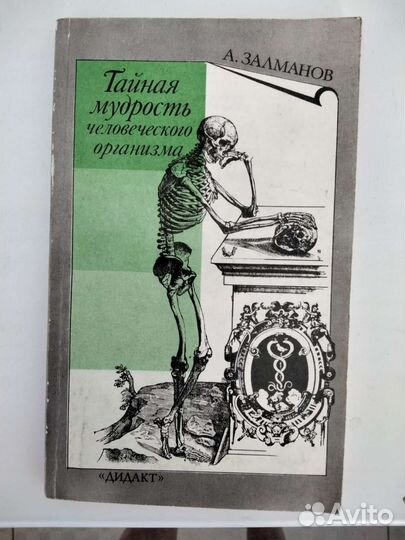 А. ЗАЛМАНОВ
Тайная
мудрость
человеческого
организма
«ДИДАКТ»
Avito